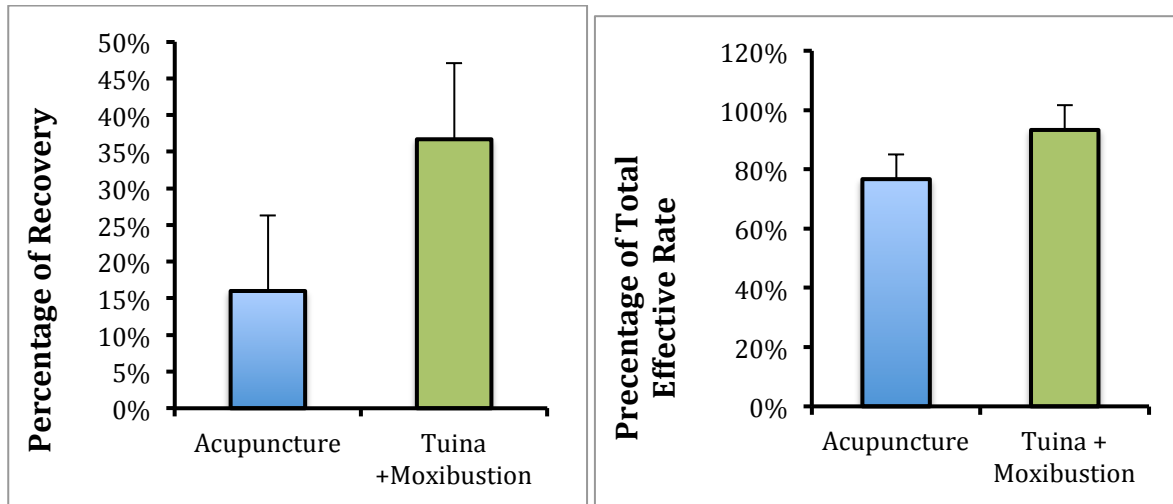 Percentage of Recovery
50%
45%
40%
35%
30%
25%
20%
15%
10%
5%
0%
Acupuncture
Tuina
+Moxibustion
Precentage of Total
Effective Rate
120%
100%
80%
60%
40%
20%
0%
Acupuncture
Tuina +
Moxibustion